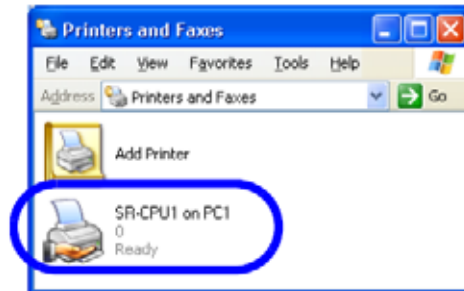 Printers and Faxes
File Edit View Favorites Tools Help
Address Printers and Faxes Go
Add Printer
SR-CPU1 on PC1
0
Ready